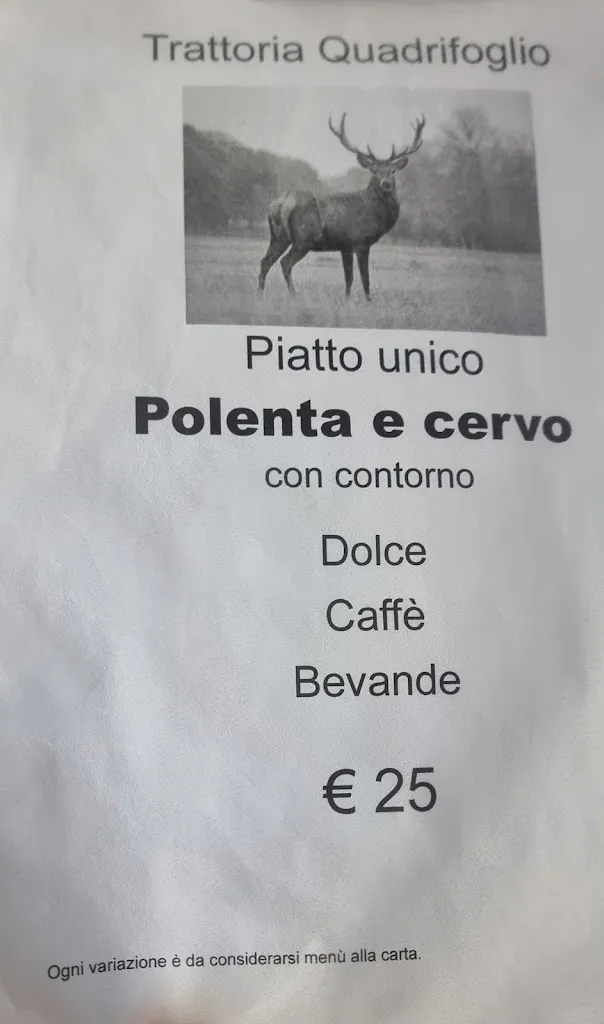 Trattoria Quadrifoglio
Piatto unico
Polenta e cervo
con contorno
Dolce
Caffè
Bevande
€ 25
Ogni variazione è da considerarsi menù alla carta.